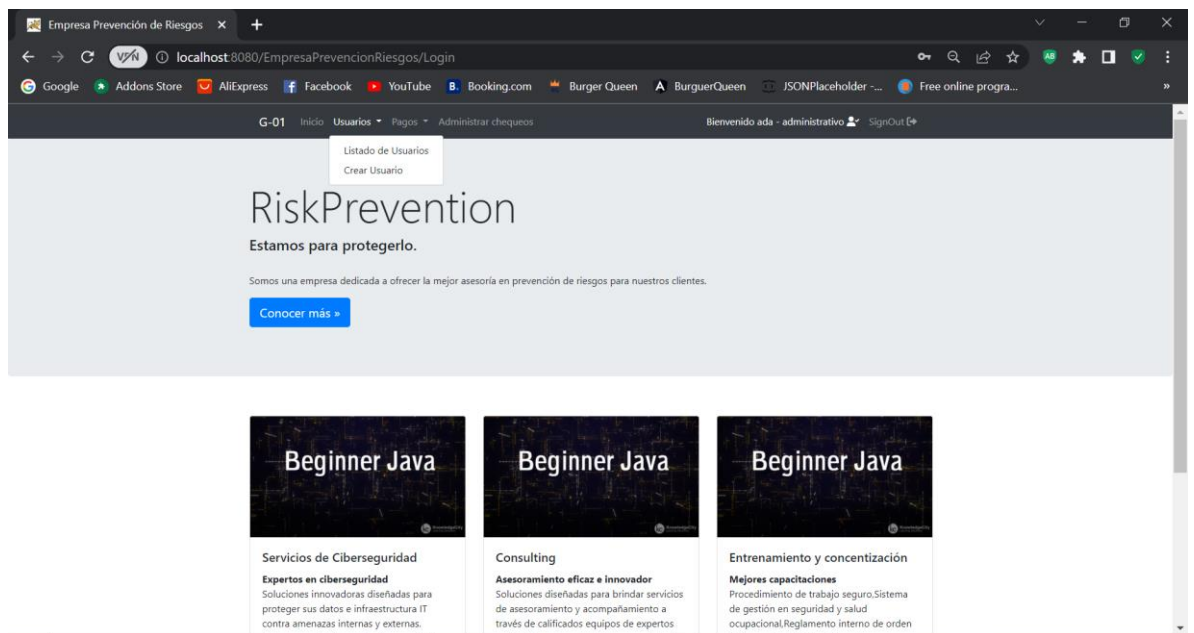 Empresa Prevención de Riesgos
VPN localhost:8080/EmpresaPrevencionRiesgos/Login
Google Addons Store AliExpress Facebook YouTube B. Booking.com Burger Queen A BurguerQueen JSONPlaceholder -... Free online progra... »
G-01 Inicio Usuarios Pagos Administrar chequeos Bienvenido ada - administrativo SignOut
Listado de Usuarios
Crear Usuario
RiskPrevention
Estamos para protegerlo.
Somos una empresa dedicada a ofrecer la mejor asesoría en prevención de riesgos para nuestros clientes.
Conocer más »
Beginner Java
Servicios de Ciberseguridad
Expertos en ciberseguridad
Soluciones innovadoras diseñadas para
proteger sus datos e infraestructura IT
contra amenazas internas y externas.
Beginner Java
Consulting
Asesoramiento eficaz e innovador
Soluciones diseñadas para brindar servicios
de asesoramiento y acompañamiento a
través de calificados equipos de expertos
Beginner Java
Entrenamiento y concentización
Mejores capacitaciones
Procedimiento de trabajo seguro,Sistema
de gestión en seguridad y salud
ocupacional,Reglamento interno de orden